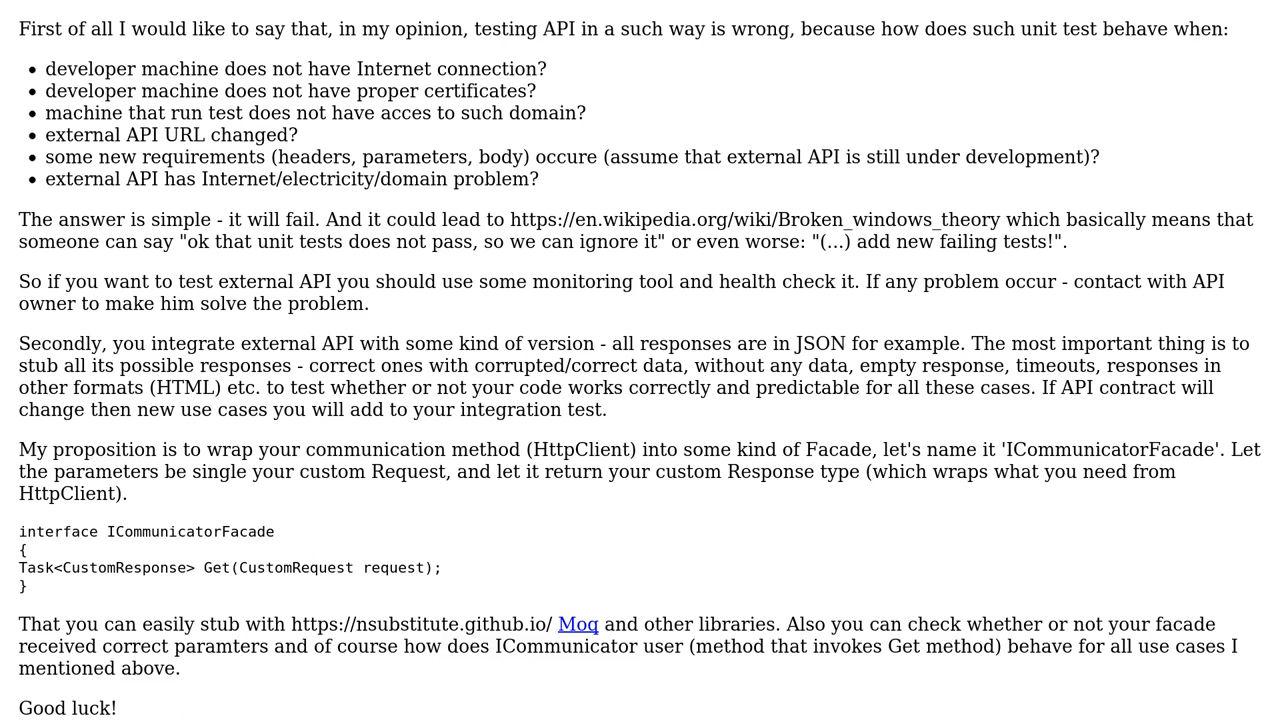 First of all I would like to say that, in my opinion, testing API in a such way is wrong, because how does such unit test behave when:
• developer machine does not have Internet connection?
• developer machine does not have proper certificates?
• machine that run test does not have acces to such domain?
• external API URL changed?
• some new requirements (headers, parameters, body) occure (assume that external API is still under development)?
• external API has Internet/electricity/domain problem?
The answer is simple - it will fail. And it could lead to https://en.wikipedia.org/wiki/Broken_windows_theory which basically means that
someone can say "ok that unit tests does not pass, so we can ignore it" or even worse: "(...) add new failing tests!".
So if you want to test external API you should use some monitoring tool and health check it. If any problem occur - contact with API
owner to make him solve the problem.
Secondly, you integrate external API with some kind of version - all responses are in JSON for example. The most important thing is to
stub all its possible responses - correct ones with corrupted/correct data, without any data, empty response, timeouts, responses in
other formats (HTML) etc. to test whether or not your code works correctly and predictable for all these cases. If API contract will
change then new use cases you will add to your integration test.
My proposition is to wrap your communication method (HttpClient) into some kind of Facade, let's name it 'ICommunicatorFacade'. Let
the parameters be single your custom Request, and let it return your custom Response type (which wraps what you need from
HttpClient).
interface ICommunicatorFacade
{
Task<CustomResponse> Get(CustomRequest request);
}
That you can easily stub with https://nsubstitute.github.io/ Moq and other libraries. Also you can check whether or not your facade
received correct paramters and of course how does ICommunicator user (method that invokes Get method) behave for all use cases I
mentioned above.
Good luck!